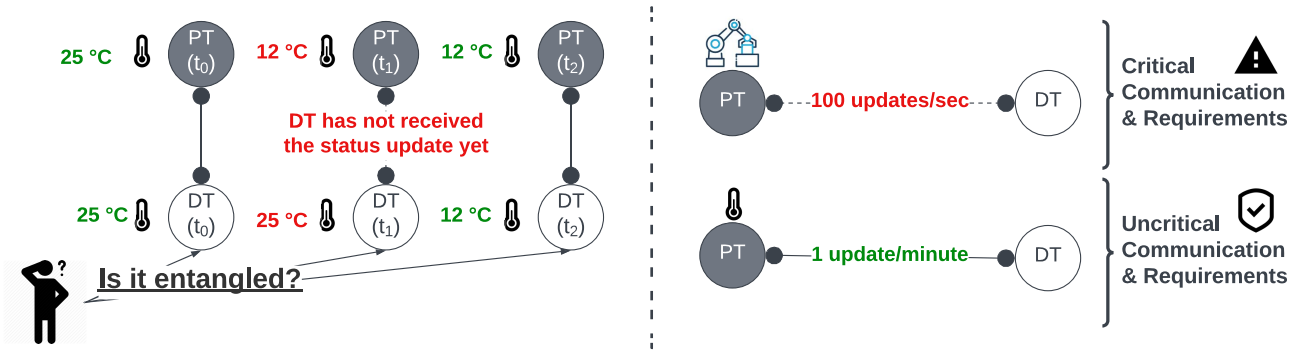 25 °C
PT
(t₀)
12 °C
PT
(t₁)
12 °C
PT
(t₂)
DT has not received
the status update yet
25 °C
DT
(t₀)
25 °C
DT
(t₁)
12 °C
DT
(t₂)
?
Is it entangled?
PT
100 updates/sec
DT
Critical
Communication
& Requirements
PT
1 update/minute
DT
Uncritical
Communication
& Requirements